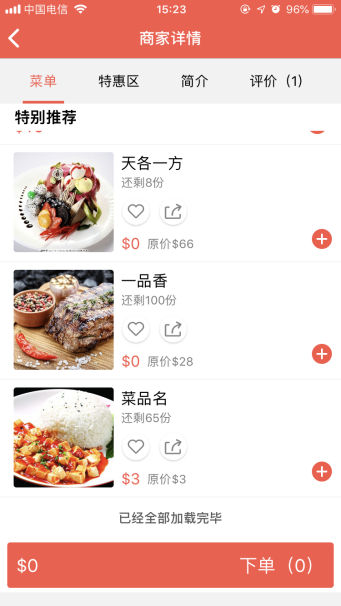 中国电信 15:23 96%
商家详情
菜单 特惠区 简介 评价（1）
特别推荐
天各一方
还剩8份
$0 原价$66
一品香
还剩100份
$0 原价$28
菜品名
还剩65份
$3 原价$3
已经全部加载完毕
$0 下单（0）